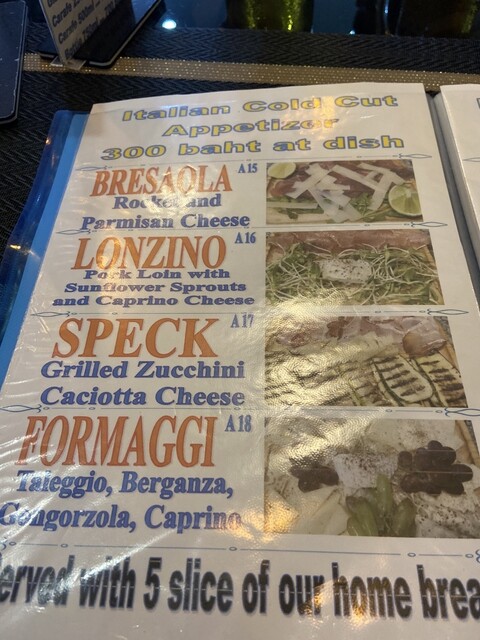 Italian Cold Cut
Appetizer
300 baht at dish
BRESAOLA A15
Rocket and
Parmisan Cheese
LONZINO A16
Pork Loin with
Sunflower Sprouts
and Caprino Cheese
SPECK A17
Grilled Zucchini
Caciotta Cheese
FORMAGGI A18
Taleggio, Berganza,
Gongorzola, Caprino
erved with 5 slice of our home brea